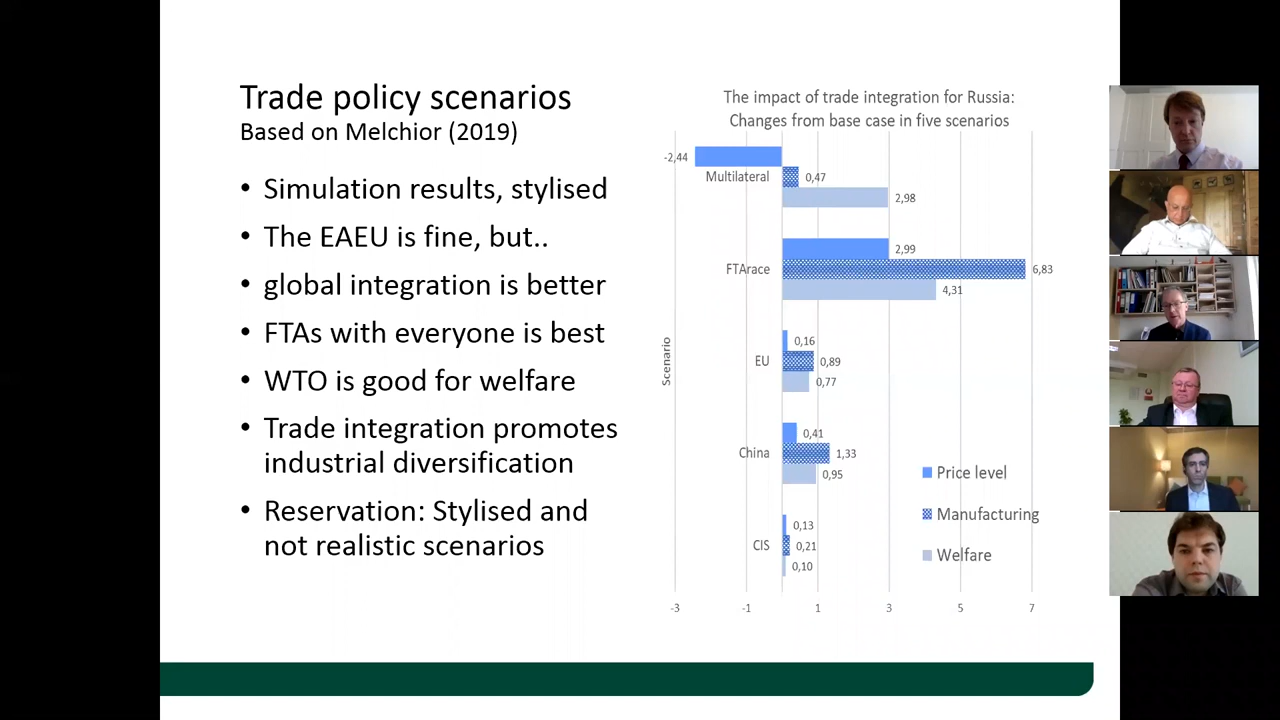 Trade policy scenarios
Based on Melchior (2019)
• Simulation results, stylised
• The EAEU is fine, but..
• global integration is better
• FTAs with everyone is best
• WTO is good for welfare
• Trade integration promotes
industrial diversification
• Reservation: Stylised and
not realistic scenarios
The impact of trade integration for Russia:
Changes from base case in five scenarios
-2,44
Multilateral
0,47
2,98
2,99
FTArace
6,83
4,31
Scenario
0,16
EU
0,89
0,77
0,41
China
1,33
0,95
0,13
CIS
0,21
0,10
Price level
Manufacturing
Welfare
-3 -1 1 3 5 7